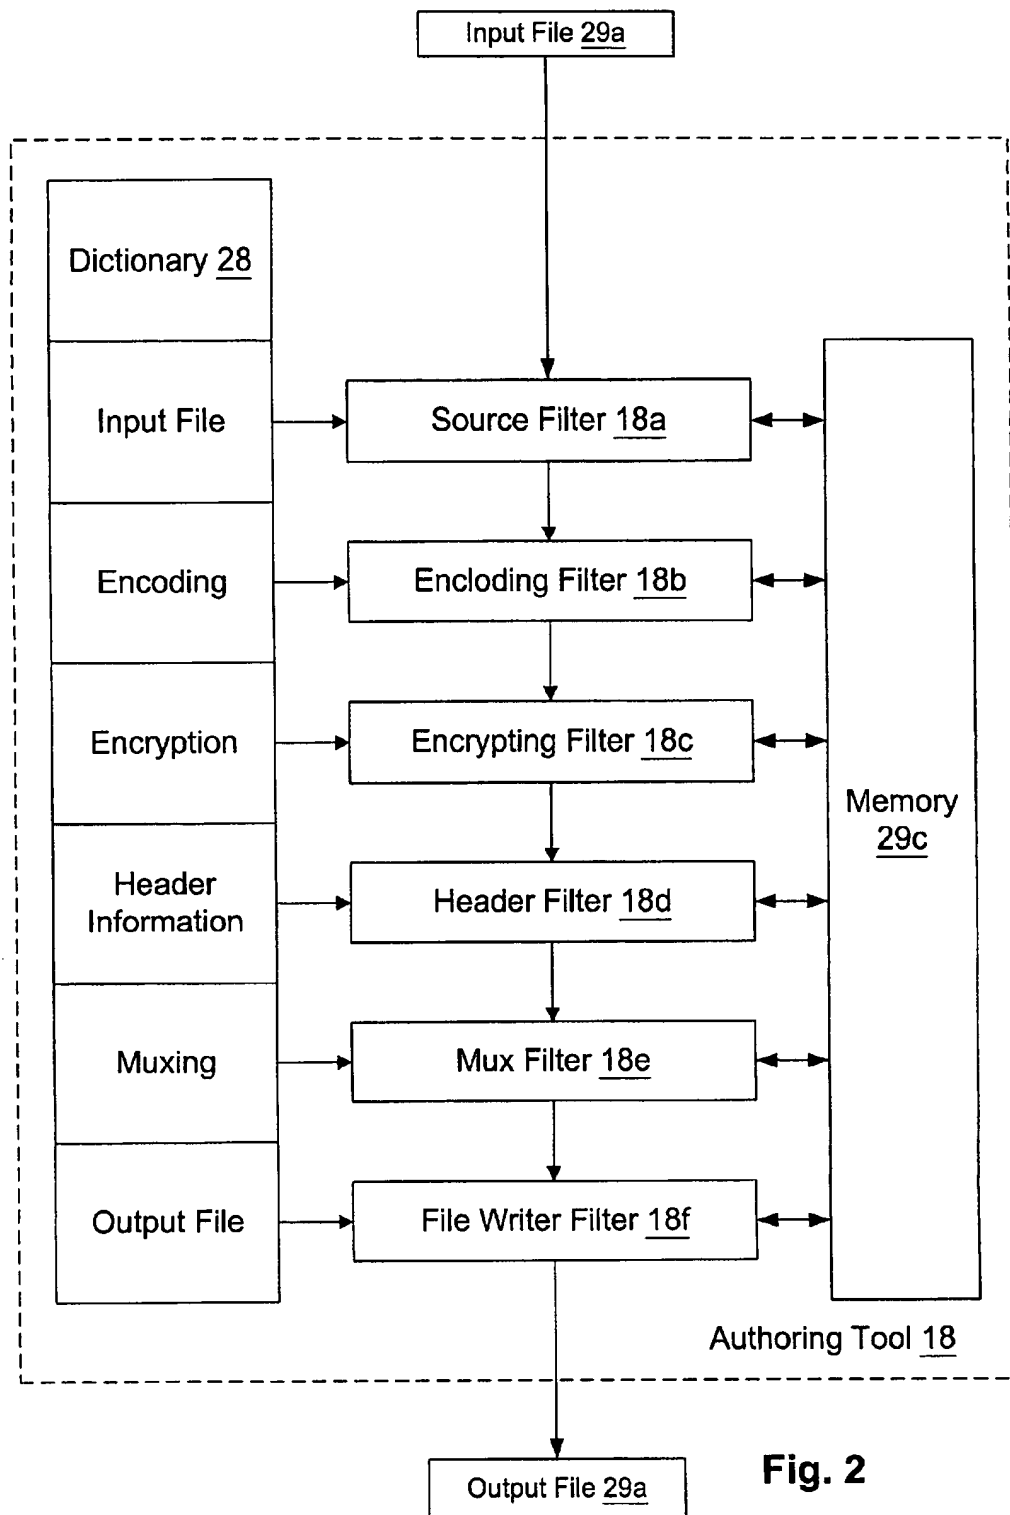 Input File 29a
Dictionary 28
Input File
Source Filter 18a
Encoding
Encloding Filter 18b
Encryption
Encrypting Filter 18c
Memory
29c
Header
Information
Header Filter 18d
Muxing
Mux Filter 18e
Output File
File Writer Filter 18f
Authoring Tool 18
Output File 29a
Fig. 2